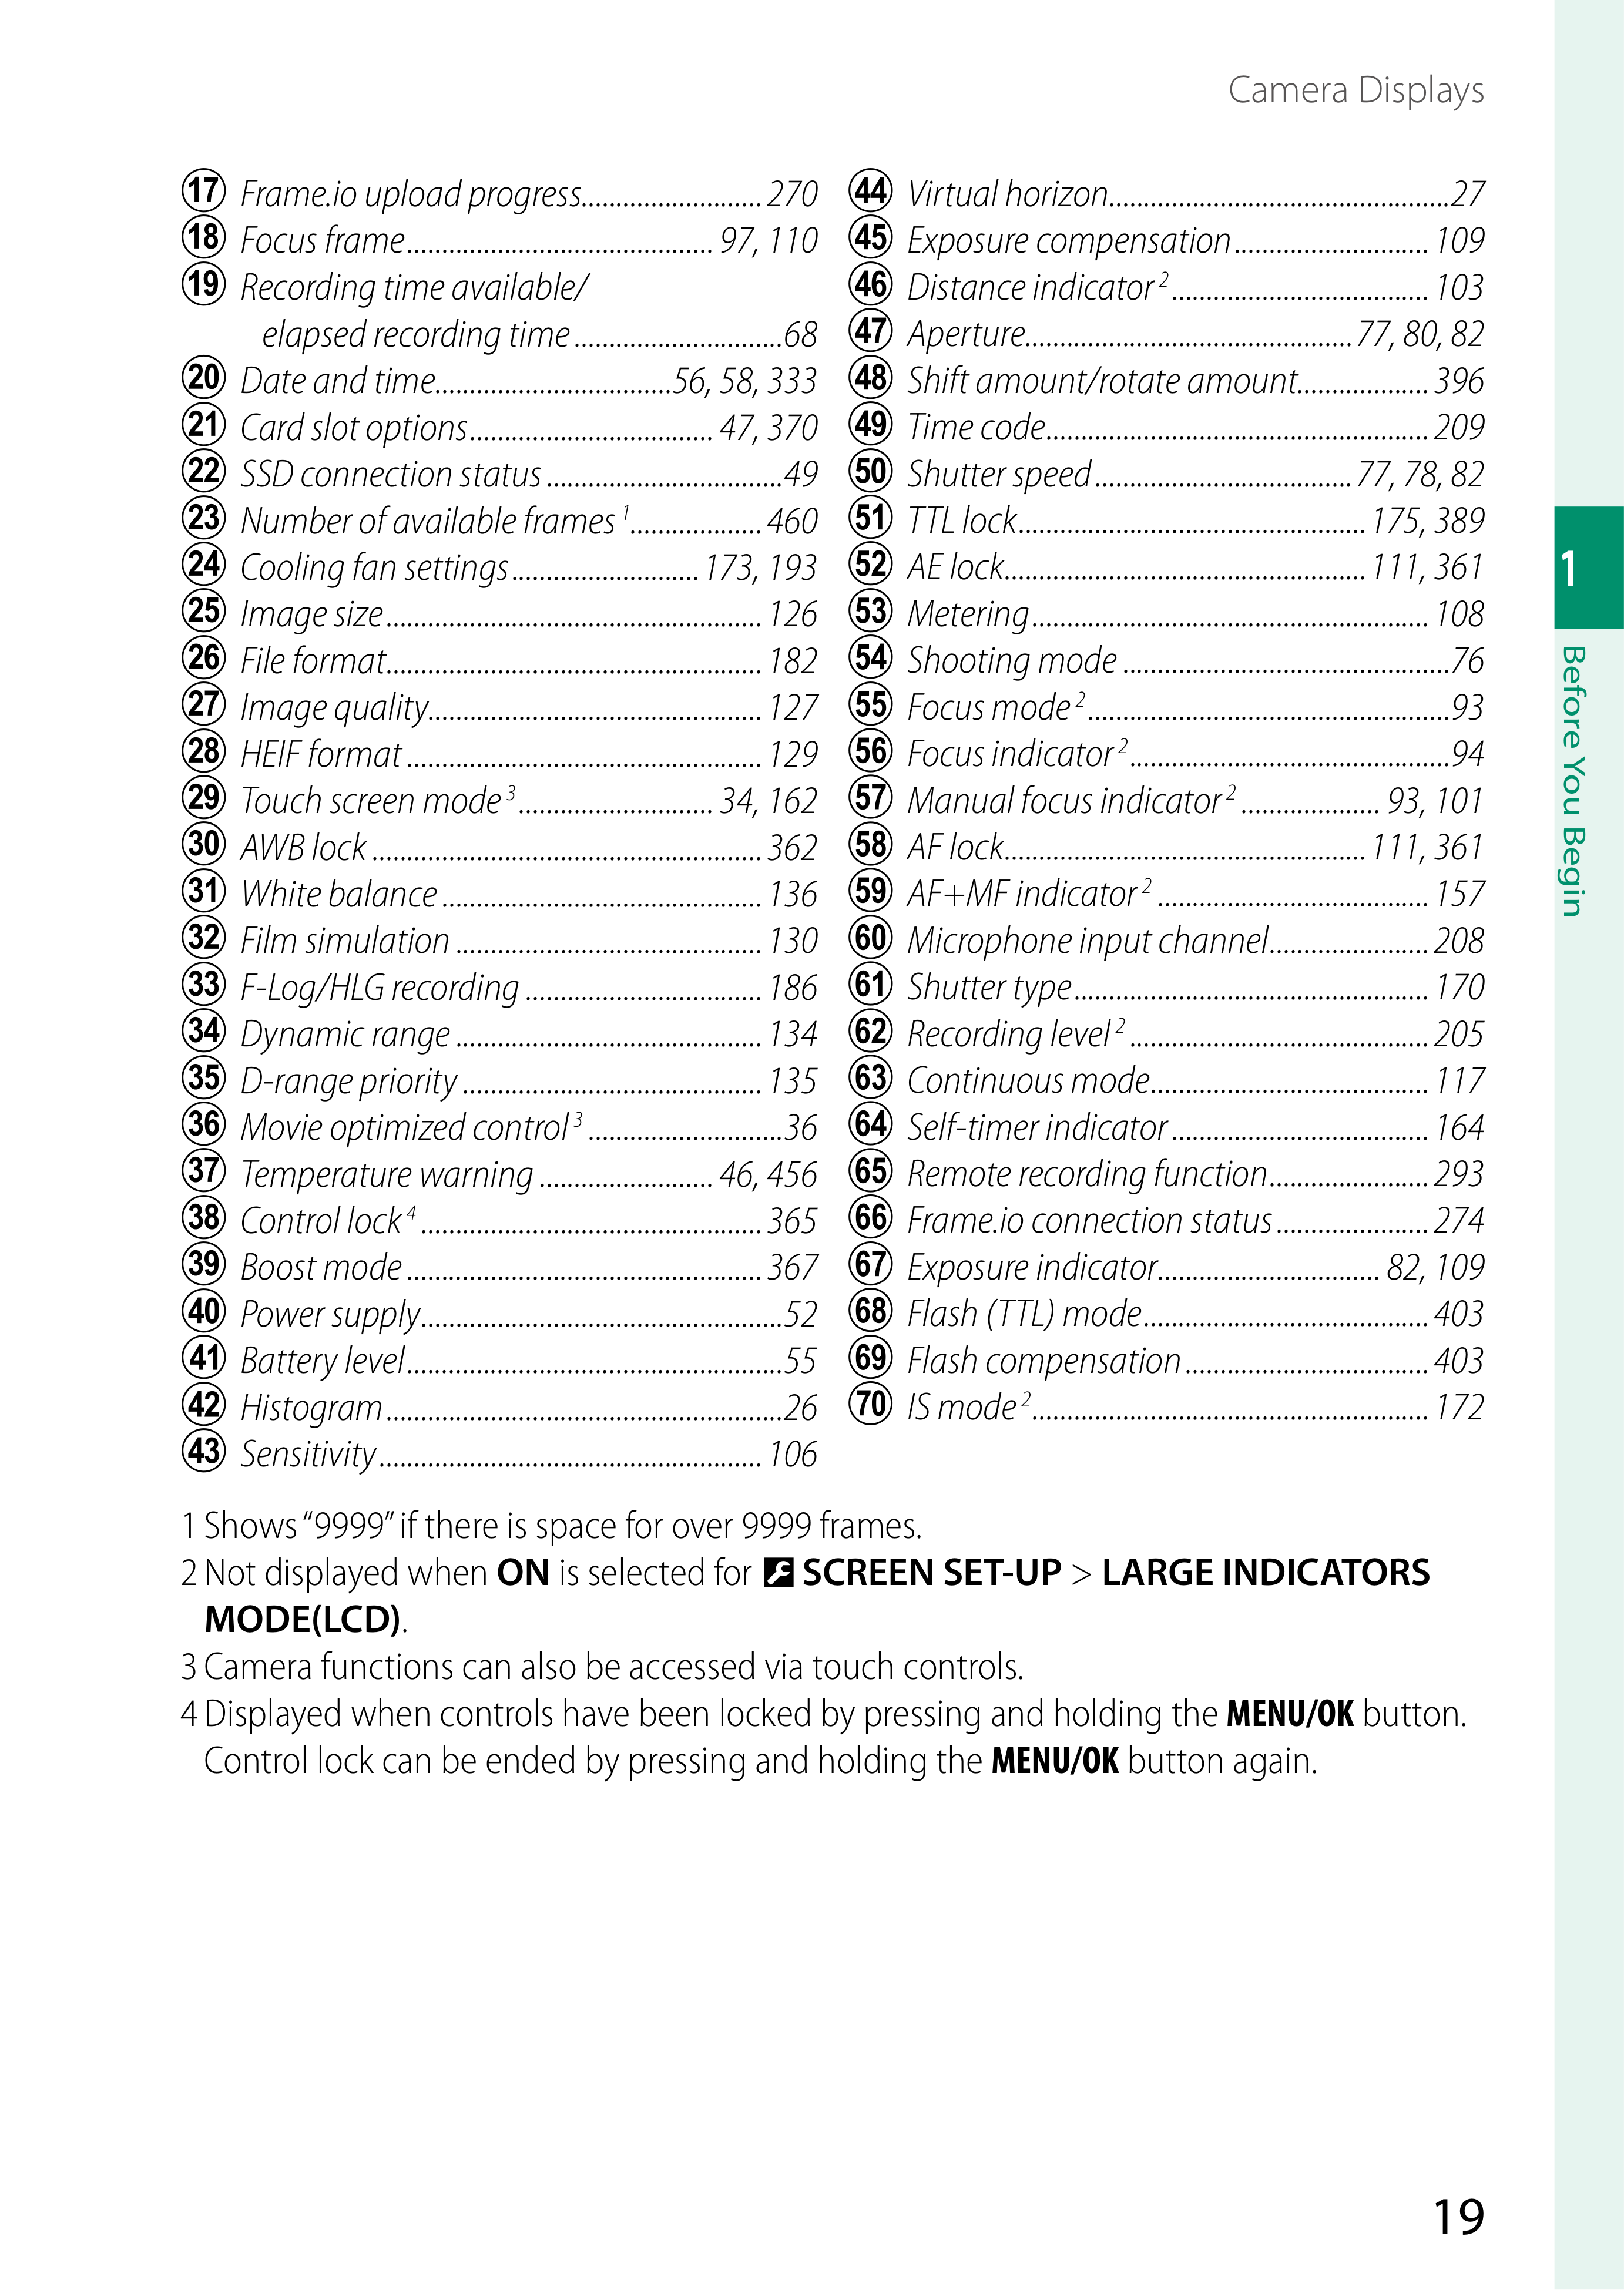 Camera Displays
⑰ Frame.io upload progress.......................... 270
⑱ Focus frame............................................ 97, 110
⑲ Recording time available/
elapsed recording time..............................68
⑳ Date and time..................................56, 58, 333
㉑ Card slot options................................... 47, 370
㉒ SSD connection status ..................................49
㉓ Number of available frames 1................... 460
㉔ Cooling fan settings........................... 173, 193
㉕ Image size...................................................... 126
㉖ File format...................................................... 182
㉗ Image quality................................................ 127
㉘ HEIF format ................................................... 129
㉙ Touch screen mode 3............................ 34, 162
㉚ AWB lock ........................................................ 362
㉛ White balance .............................................. 136
㉜ Film simulation ............................................ 130
㉝ F-Log/HLG recording .................................. 186
㉞ Dynamic range ............................................ 134
㉟ D-range priority ........................................... 135
㊱ Movie optimized control 3............................36
㊲ Temperature warning ......................... 46, 456
㊳ Control lock 4................................................. 365
㊴ Boost mode ................................................... 367
㊵ Power supply....................................................52
㊶ Battery level......................................................55
㊷ Histogram.........................................................26
㊸ Sensitivity....................................................... 106
㊹ Virtual horizon.................................................27
㊺ Exposure compensation............................ 109
㊻ Distance indicator 2..................................... 103
㊼ Aperture............................................... 77, 80, 82
㊽ Shift amount/rotate amount................... 396
㊾ Time code....................................................... 209
㊿ Shutter speed..................................... 77, 78, 82
51 TTL lock.................................................. 175, 389
52 AE lock.................................................... 111, 361
53 Metering......................................................... 108
54 Shooting mode ...............................................76
55 Focus mode 2....................................................93
56 Focus indicator 2..............................................94
57 Manual focus indicator 2 .................... 93, 101
58 AF lock.................................................... 111, 361
59 AF+MF indicator 2 ....................................... 157
60 Microphone input channel....................... 208
61 Shutter type................................................... 170
62 Recording level 2 ........................................... 205
63 Continuous mode........................................ 117
64 Self-timer indicator..................................... 164
65 Remote recording function....................... 293
66 Frame.io connection status...................... 274
67 Exposure indicator................................ 82, 109
68 Flash (TTL) mode......................................... 403
69 Flash compensation................................... 403
70 IS mode 2......................................................... 172
1 Shows “9999” if there is space for over 9999 frames.
2 Not displayed when ON is selected for SCREEN SET-UP > LARGE INDICATORS
MODE(LCD).
3 Camera functions can also be accessed via touch controls.
4 Displayed when controls have been locked by pressing and holding the MENU/OK button.
Control lock can be ended by pressing and holding the MENU/OK button again.
1
Before You Begin
19